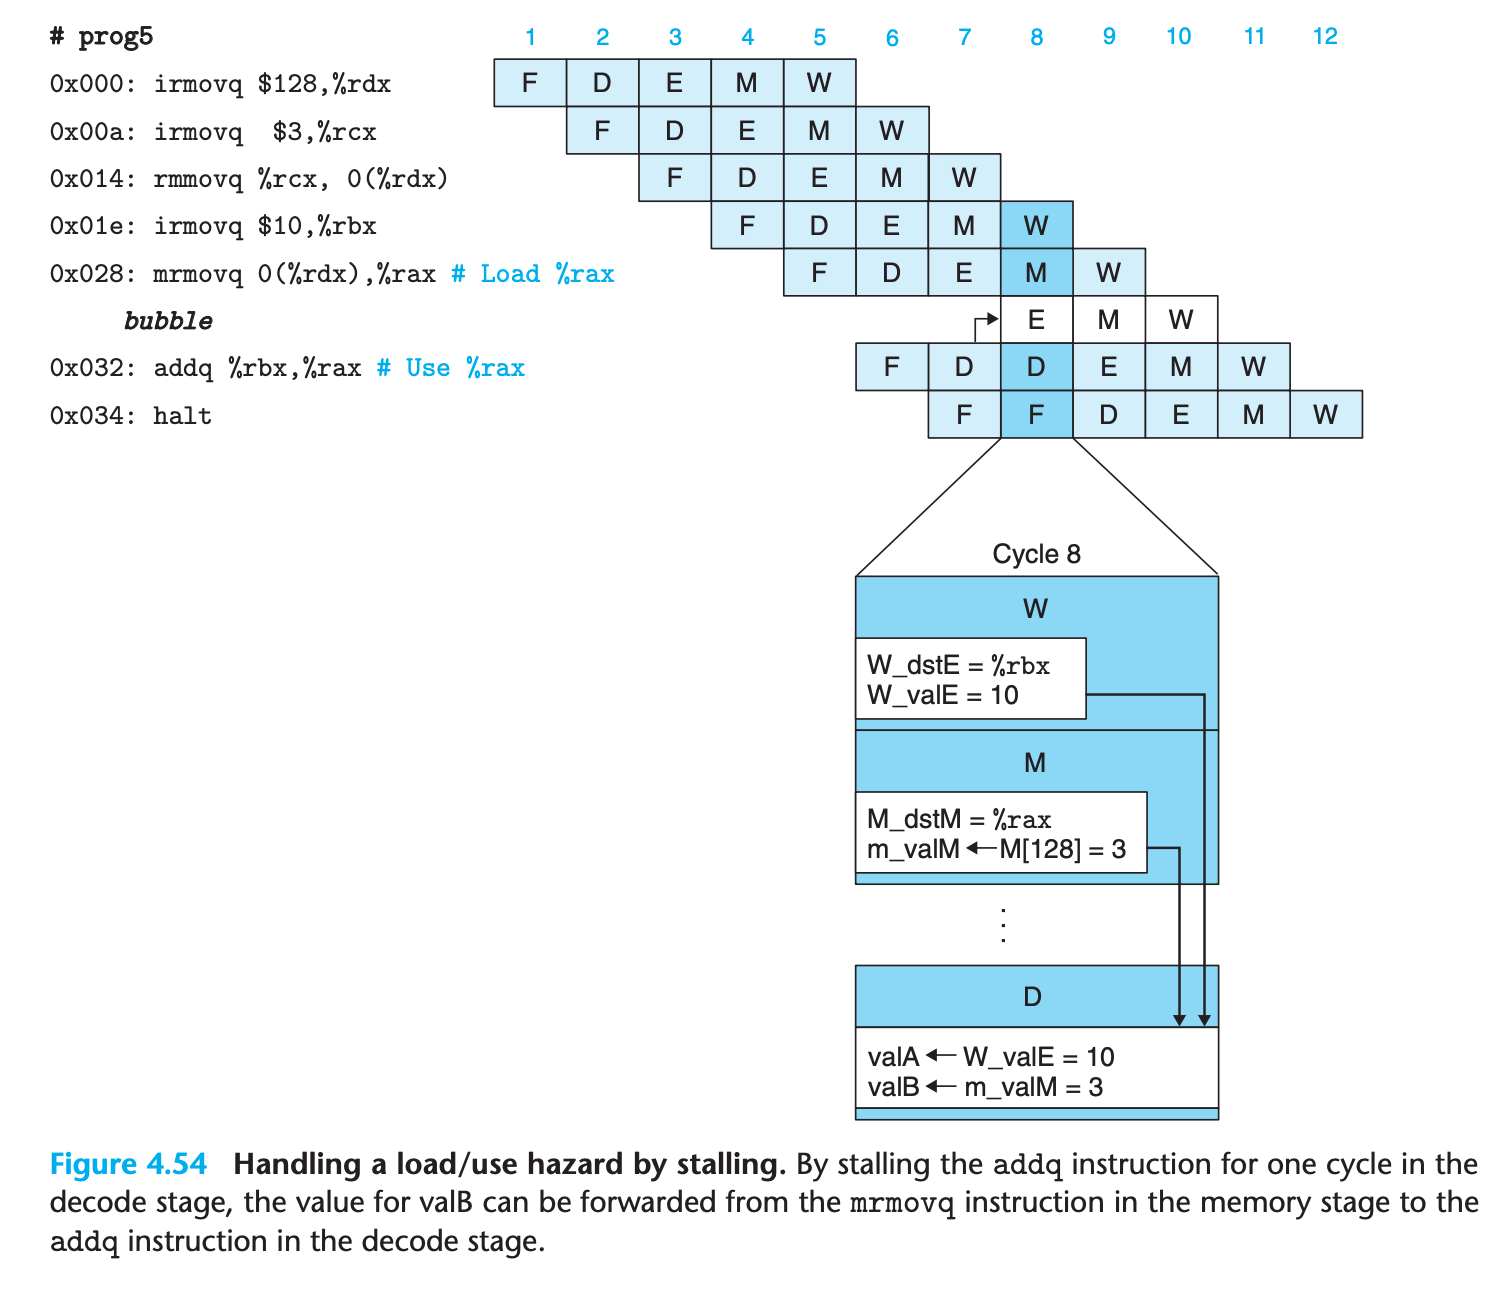 # prog5 1 2 3 4 5 6 7 8 9 10 11 12
0x000: irmovq $128,%rdx F D E M W
0x00a: irmovq  $3,%rcx F D E M W
0x014: rmmovq %rcx, 0(%rdx) F D E M W
0x01e: irmovq $10,%rbx F D E M W
0x028: mrmovq 0(%rdx),%rax # Load %rax F D E M W
bubble E M W
0x032: addq %rbx,%rax # Use %rax F D D E M W
0x034: halt F F D E M W
Cycle 8
W
W_dstE = %rbx
W_valE = 10
M
M_dstM = %rax
m_valM ← M[128] = 3
⋮
D
valA ← W_valE = 10
valB ← m_valM = 3
Figure 4.54 Handling a load/use hazard by stalling. By stalling the addq instruction for one cycle in the
decode stage, the value for valB can be forwarded from the mrmovq instruction in the memory stage to the
addq instruction in the decode stage.